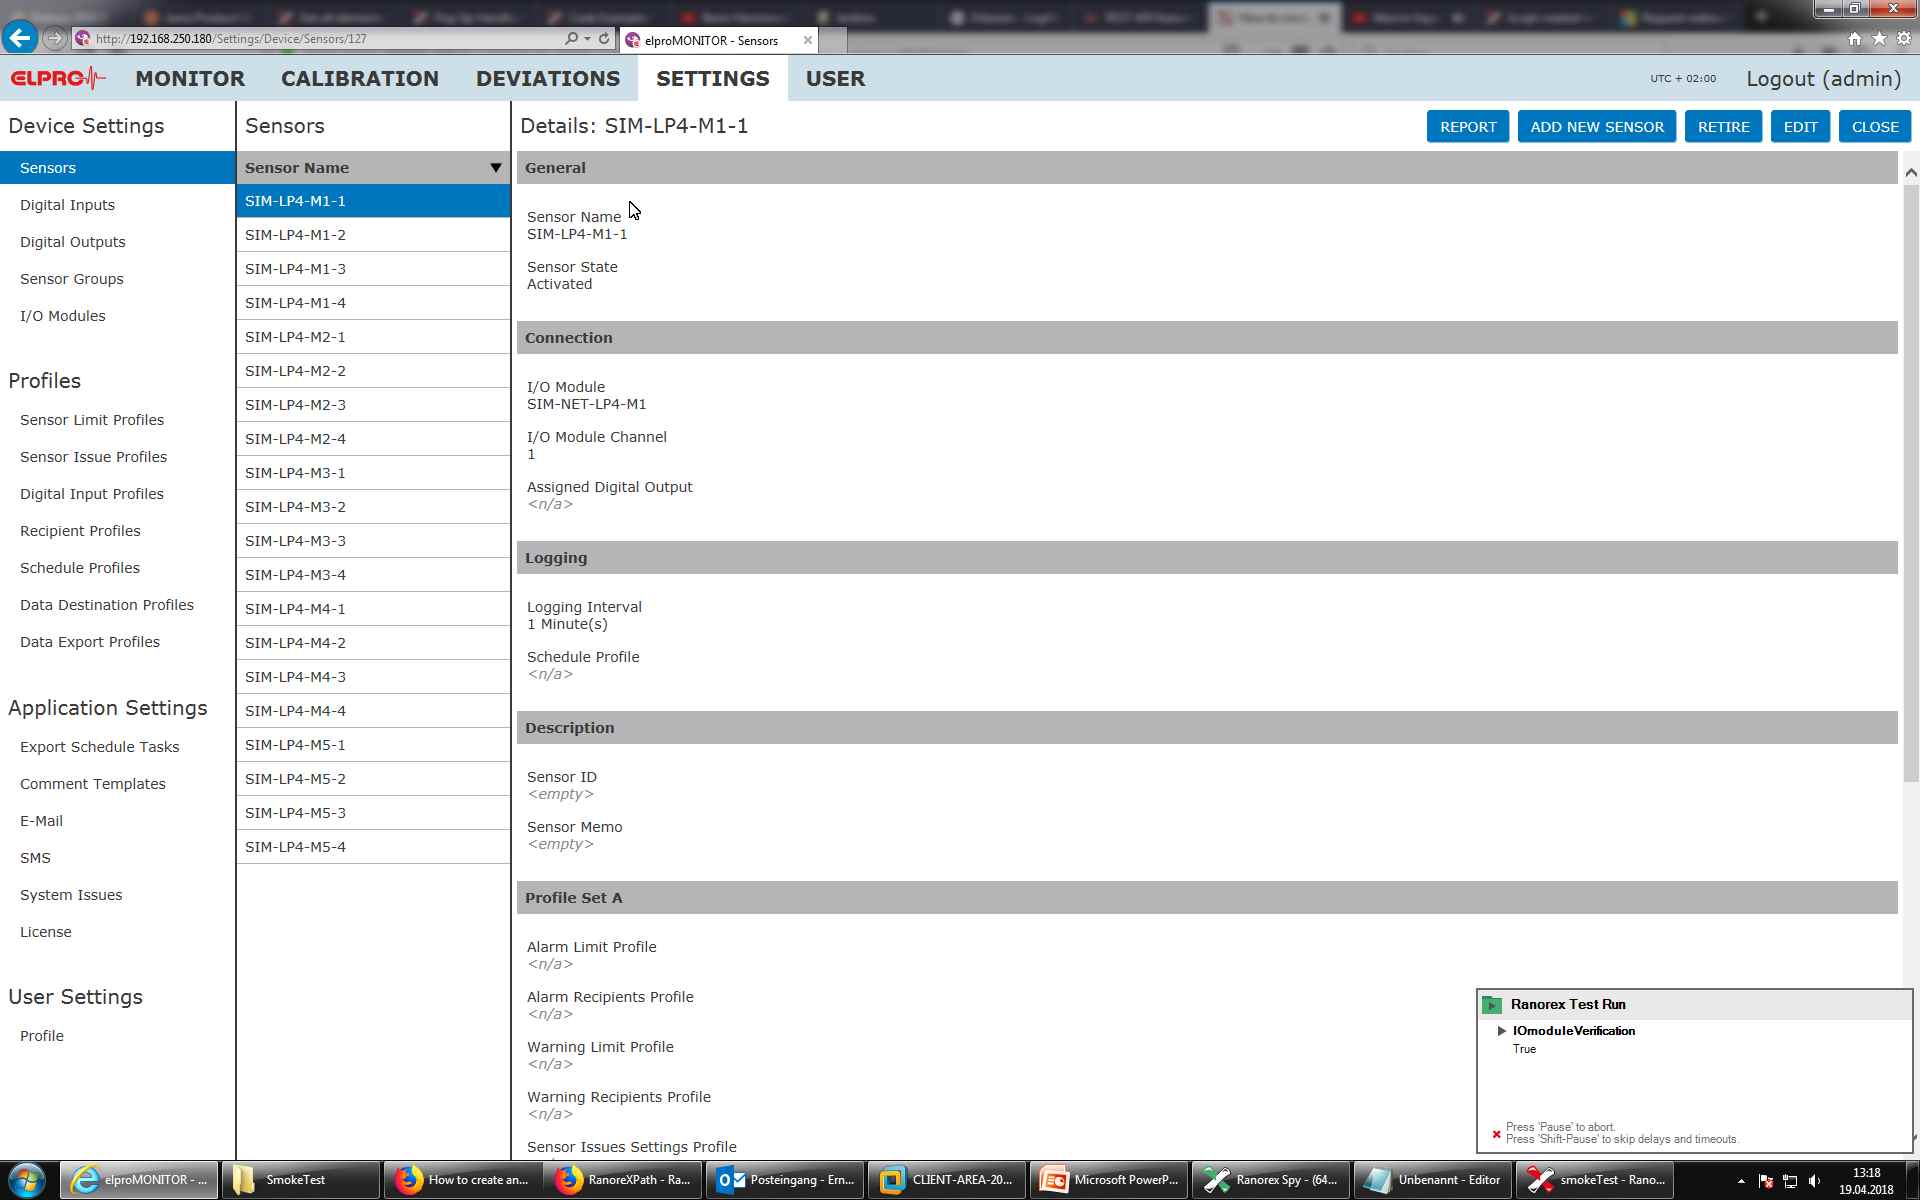 http://192.168.250.180/Settings/Device/Sensors/127
elproMONITOR - Sensors
ELPRO
MONITOR
CALIBRATION
DEVIATIONS
SETTINGS
USER
UTC + 02:00
Logout (admin)
Device Settings
Sensors
Digital Inputs
Digital Outputs
Sensor Groups
I/O Modules
Profiles
Sensor Limit Profiles
Sensor Issue Profiles
Digital Input Profiles
Recipient Profiles
Schedule Profiles
Data Destination Profiles
Data Export Profiles
Application Settings
Export Schedule Tasks
Comment Templates
E-Mail
SMS
System Issues
License
User Settings
Profile
Sensors
Sensor Name
SIM-LP4-M1-1
SIM-LP4-M1-2
SIM-LP4-M1-3
SIM-LP4-M1-4
SIM-LP4-M2-1
SIM-LP4-M2-2
SIM-LP4-M2-3
SIM-LP4-M2-4
SIM-LP4-M3-1
SIM-LP4-M3-2
SIM-LP4-M3-3
SIM-LP4-M3-4
SIM-LP4-M4-1
SIM-LP4-M4-2
SIM-LP4-M4-3
SIM-LP4-M4-4
SIM-LP4-M5-1
SIM-LP4-M5-2
SIM-LP4-M5-3
SIM-LP4-M5-4
Details: SIM-LP4-M1-1
REPORT
ADD NEW SENSOR
RETIRE
EDIT
CLOSE
General
Sensor Name
SIM-LP4-M1-1
Sensor State
Activated
Connection
I/O Module
SIM-NET-LP4-M1
I/O Module Channel
1
Assigned Digital Output
<n/a>
Logging
Logging Interval
1 Minute(s)
Schedule Profile
<n/a>
Description
Sensor ID
<empty>
Sensor Memo
<empty>
Profile Set A
Alarm Limit Profile
<n/a>
Alarm Recipients Profile
<n/a>
Warning Limit Profile
<n/a>
Warning Recipients Profile
<n/a>
Sensor Issues Settings Profile
Ranorex Test Run
IOmoduleVerification
True
Press 'Pause' to abort.
Press 'Shift-Pause' to skip delays and timeouts.
elproMONITOR - ...
SmokeTest
How to create an...
RanoreXPath - Ra...
Posteingang - Ern...
CLIENT-AREA-20...
Microsoft PowerP...
Ranorex Spy - (64...
Unbenannt - Editor
smokeTest - Rano...
13:18
19.04.2018